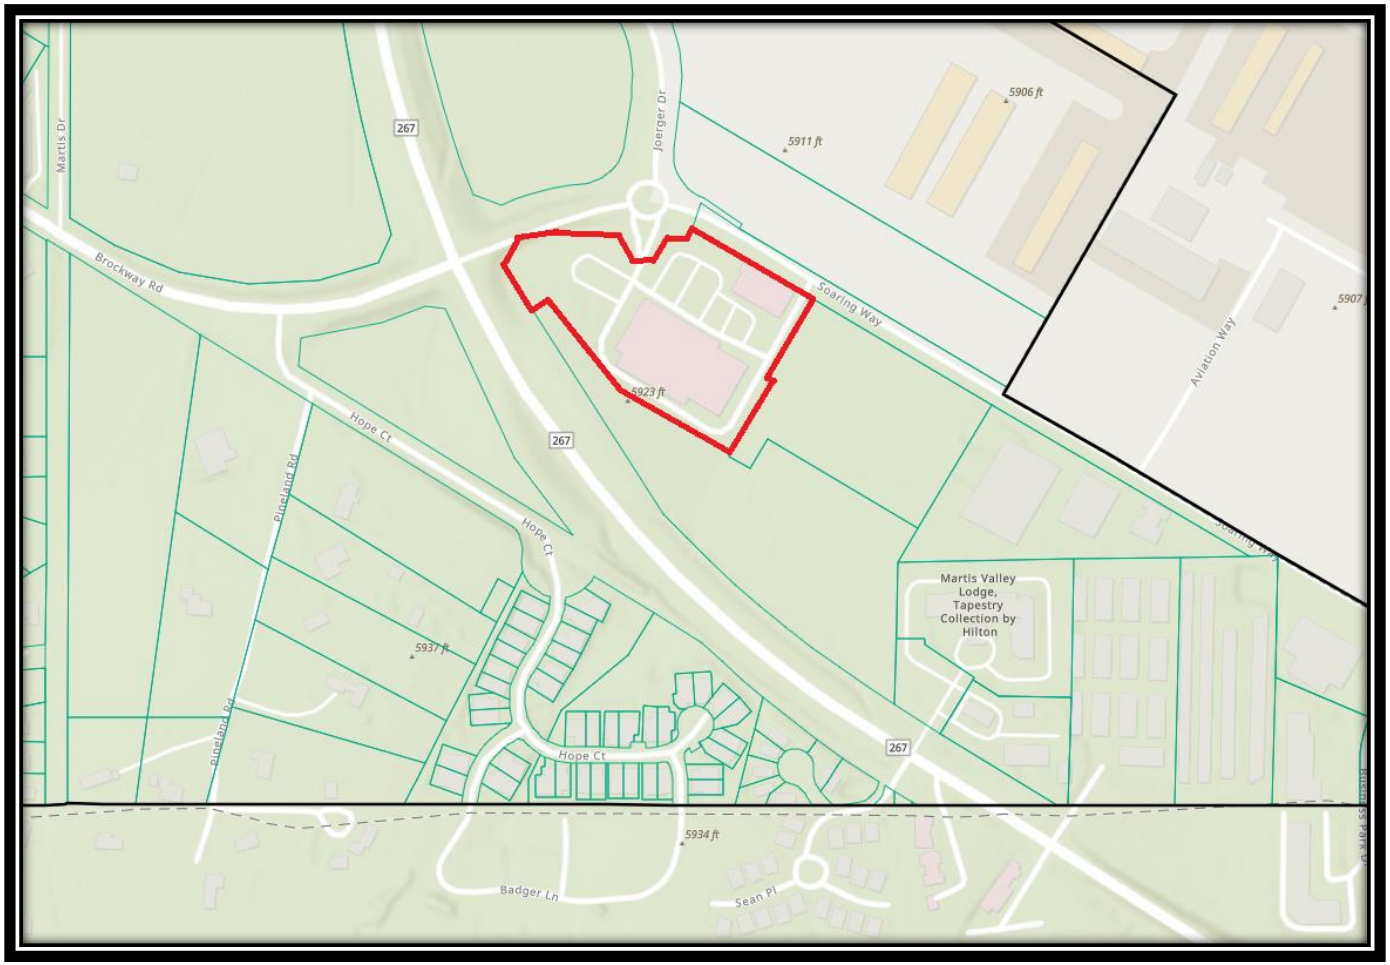 5906 ft
267
Joerger Dr
5911 ft
Martis Dr
Brockway Rd
Soaring Way
5907
Aviation Way
5923 ft
Hope Ct
267
Pineland Rd
Hope Ct
Soaring Way
Martis Valley
Lodge,
Tapestry
Collection by
Hilton
5937 ft
Pineland Rd
267
Hope Ct
Business Park D
5934 ft
Badger Ln
Sean Pl